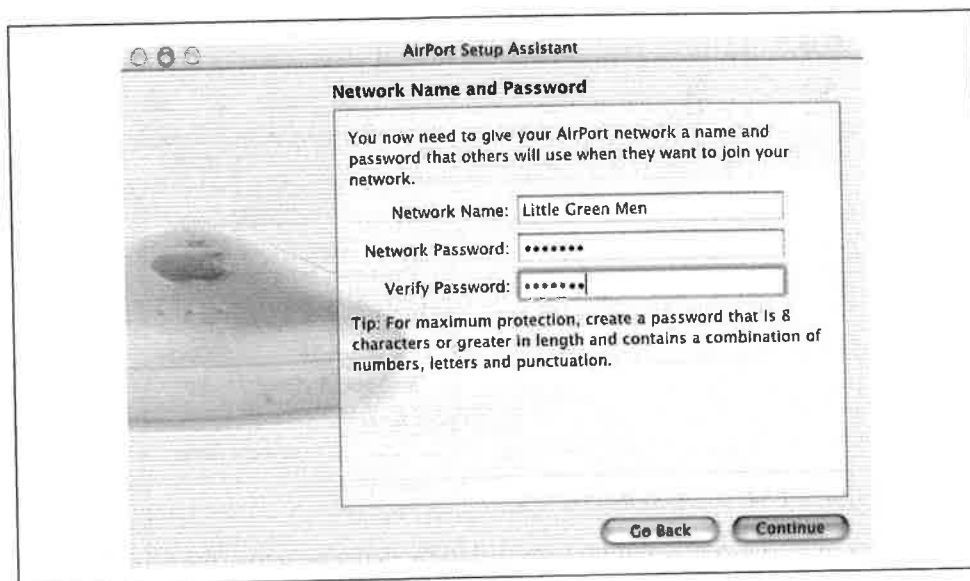 AirPort Setup Assistant
Network Name and Password
You now need to give your AirPort network a name and
password that others will use when they want to join your
network.
Network Name: Little Green Men
Network Password: •••••••
Verify Password: •••••••
Tip: For maximum protection, create a password that is 8
characters or greater in length and contains a combination of
numbers, letters and punctuation.
Go Back
Continue